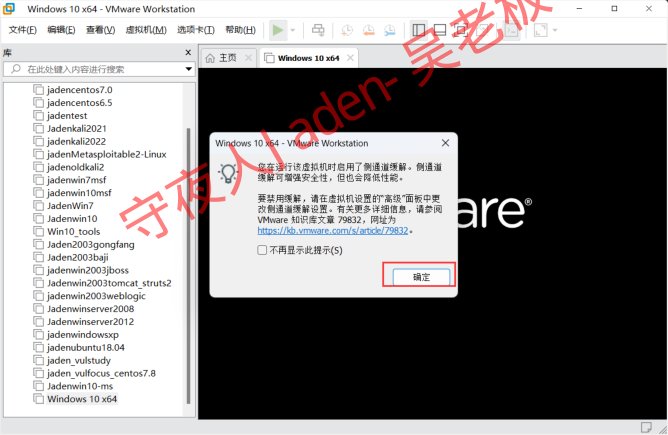 Windows 10 x64 - VMware Workstation
文件(F) 编辑(E) 查看(V) 虚拟机(M) 选项卡(T) 帮助(H)
库
在此处键入内容进行搜索
主页
Windows 10 x64
jadencentos7.0
jadencentos6.5
jadentest
Jadenkali2021
jadenkali2022
jadenMetasploitable2-Linux
jadenoldkali2
jadenwin7msf
jadenwin10msf
JadenWin7
Jadenwin10
Win10_tools
Jaden2003gongfang
Jaden2003baji
jadenwin2003jboss
Jadenwin2003tomcat_struts2
jadenwin2003weblogic
Jadenwinserver2008
Jadenwinserver2012
jadenwindowsxp
jadenubuntu18.04
jaden_vulstudy
jaden_vulfocus_centos7.8
Jadenwin10-ms
Windows 10 x64
Windows 10 x64 - VMware Workstation
您在运行该虚拟机时启用了侧通道缓解。侧通道
缓解可增强安全性，但也会降低性能。
要禁用缓解，请在虚拟机设置的"高级"面板中更
改侧通道缓解设置。有关更多详细信息，请参阅
VMware 知识库文章 79832，网址为
https://kb.vmware.com/s/article/79832。
不再显示此提示(S)
确定
ware®
守夜人Jaden-吴老板